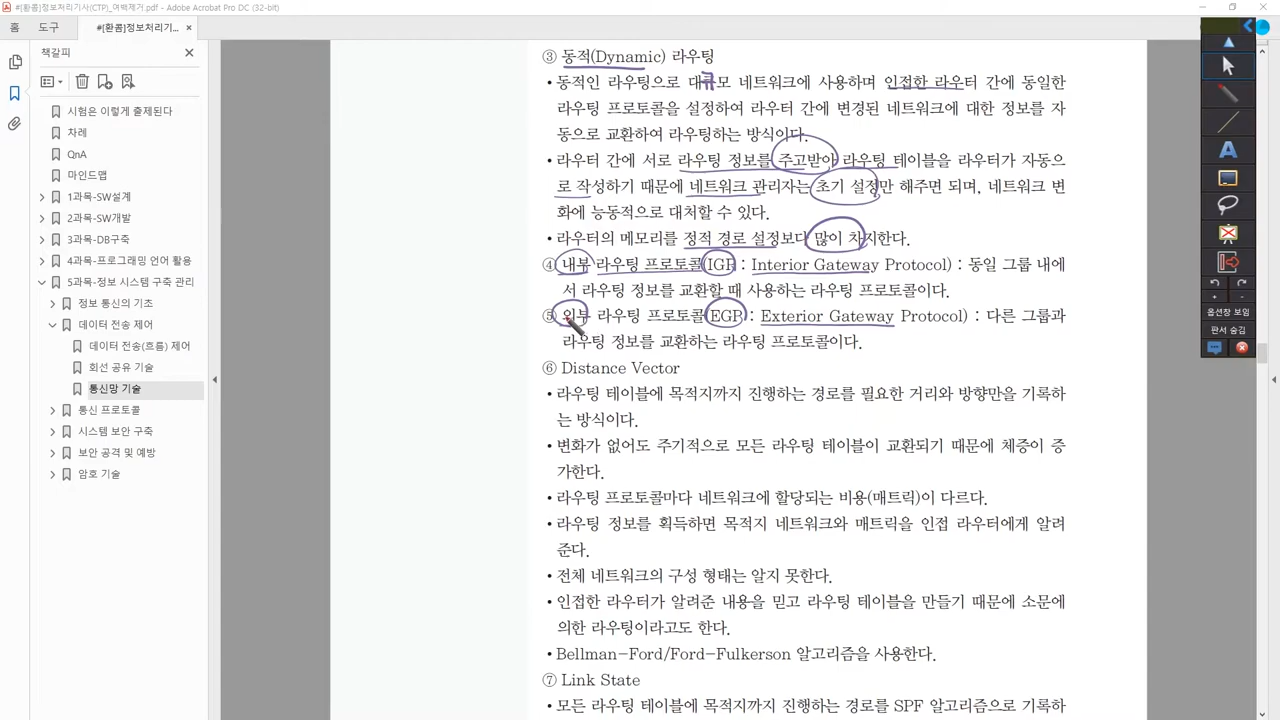 #[환콤]정보처리기사(CTP)_여백제거.pdf - Adobe Acrobat Pro DC (32-bit)
홈 도구 #[환콤]정보처리기... ×
책갈피 ×
시험은 이렇게 출제된다
차례
QnA
마인드맵
1과목-SW설계
2과목-SW개발
3과목-DB구축
4과목-프로그래밍 언어 활용
5과목-정보 시스템 구축 관리
정보 통신의 기초
데이터 전송 제어
데이터 전송(흐름) 제어
회선 공유 기술
통신망 기술
통신 프로토콜
시스템 보안 구축
보안 공격 및 예방
암호 기술
③ 동적(Dynamic) 라우팅
• 동적인 라우팅으로 대규모 네트워크에 사용하며 인접한 라우터 간에 동일한
라우팅 프로토콜을 설정하여 라우터 간에 변경된 네트워크에 대한 정보를 자
동으로 교환하여 라우팅하는 방식이다.
• 라우터 간에 서로 라우팅 정보를 주고받아 라우팅 테이블을 라우터가 자동으
로 작성하기 때문에 네트워크 관리자는 초기 설정만 해주면 되며, 네트워크 변
화에 능동적으로 대처할 수 있다.
• 라우터의 메모리를 정적 경로 설정보다 많이 차지한다.
④ 내부 라우팅 프로토콜(IGP : Interior Gateway Protocol) : 동일 그룹 내에
서 라우팅 정보를 교환할 때 사용하는 라우팅 프로토콜이다.
⑤ 외부 라우팅 프로토콜(EGP : Exterior Gateway Protocol) : 다른 그룹과
라우팅 정보를 교환하는 라우팅 프로토콜이다.
⑥ Distance Vector
• 라우팅 테이블에 목적지까지 진행하는 경로를 필요한 거리와 방향만을 기록하
는 방식이다.
• 변화가 없어도 주기적으로 모든 라우팅 테이블이 교환되기 때문에 체증이 증
가한다.
• 라우팅 프로토콜마다 네트워크에 할당되는 비용(매트릭)이 다르다.
• 라우팅 정보를 획득하면 목적지 네트워크와 매트릭을 인접 라우터에게 알려
준다.
• 전체 네트워크의 구성 형태는 알지 못한다.
• 인접한 라우터가 알려준 내용을 믿고 라우팅 테이블을 만들기 때문에 소문에
의한 라우팅이라고도 한다.
• Bellman-Ford/Ford-Fulkerson 알고리즘을 사용한다.
⑦ Link State
• 모든 라우팅 테이블에 목적지까지 진행하는 경로를 SPF 알고리즘으로 기록하
A
옵션창 보임
판서 숨김